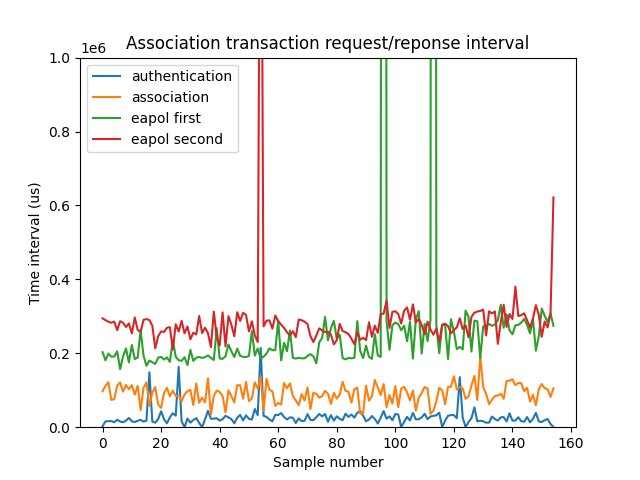 Association transaction request/reponse interval
1e6
authentication
association
eapol first
eapol second
1.0
0.8
0.6
0.4
0.2
0.0
Time interval (us)
0 20 40 60 80 100 120 140 160
Sample number